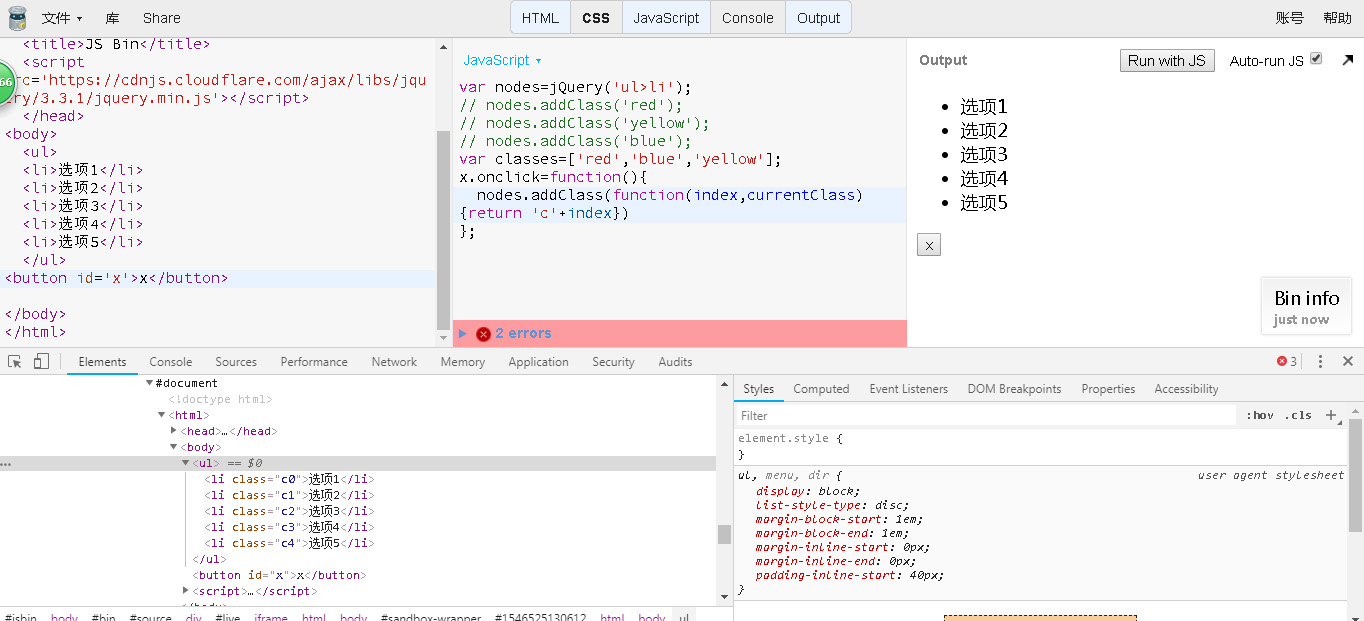 文件 库 Share HTML CSS JavaScript Console Output 账号 帮助
<title>JS Bin</title>
<script
rc='https://cdnjs.cloudflare.com/ajax/libs/jqu
ery/3.3.1/jquery.min.js'></script>
</head>
<body>
<ul>
<li>选项1</li>
<li>选项2</li>
<li>选项3</li>
<li>选项4</li>
<li>选项5</li>
</ul>
<button id='x'>x</button>
</body>
</html>
66
JavaScript
var nodes=jQuery('ul>li');
// nodes.addClass('red');
// nodes.addClass('yellow');
// nodes.addClass('blue');
var classes=['red','blue','yellow'];
x.onclick=function(){
nodes.addClass(function(index,currentClass)
{return 'c'+index})
};
2 errors
Output Run with JS Auto-run JS
选项1
选项2
选项3
选项4
选项5
x
Bin info
just now
Elements Console Sources Performance Network Memory Application Security Audits 3
#document
<!doctype html>
<html>
<head>…</head>
<body>
<ul> == $0
<li class="c0">选项1</li>
<li class="c1">选项2</li>
<li class="c2">选项3</li>
<li class="c3">选项4</li>
<li class="c4">选项5</li>
</ul>
<button id="x">x</button>
<script>…</script>
</body>
#jsbin body #bin #source div #live iframe html body #sandbox-wrapper #1546525130612 html body ul
Styles Computed Event Listeners DOM Breakpoints Properties Accessibility
Filter :hov .cls
element.style {
}
ul, menu, dir { user agent stylesheet
display: block;
list-style-type: disc;
margin-block-start: 1em;
margin-block-end: 1em;
margin-inline-start: 0px;
margin-inline-end: 0px;
padding-inline-start: 40px;
}